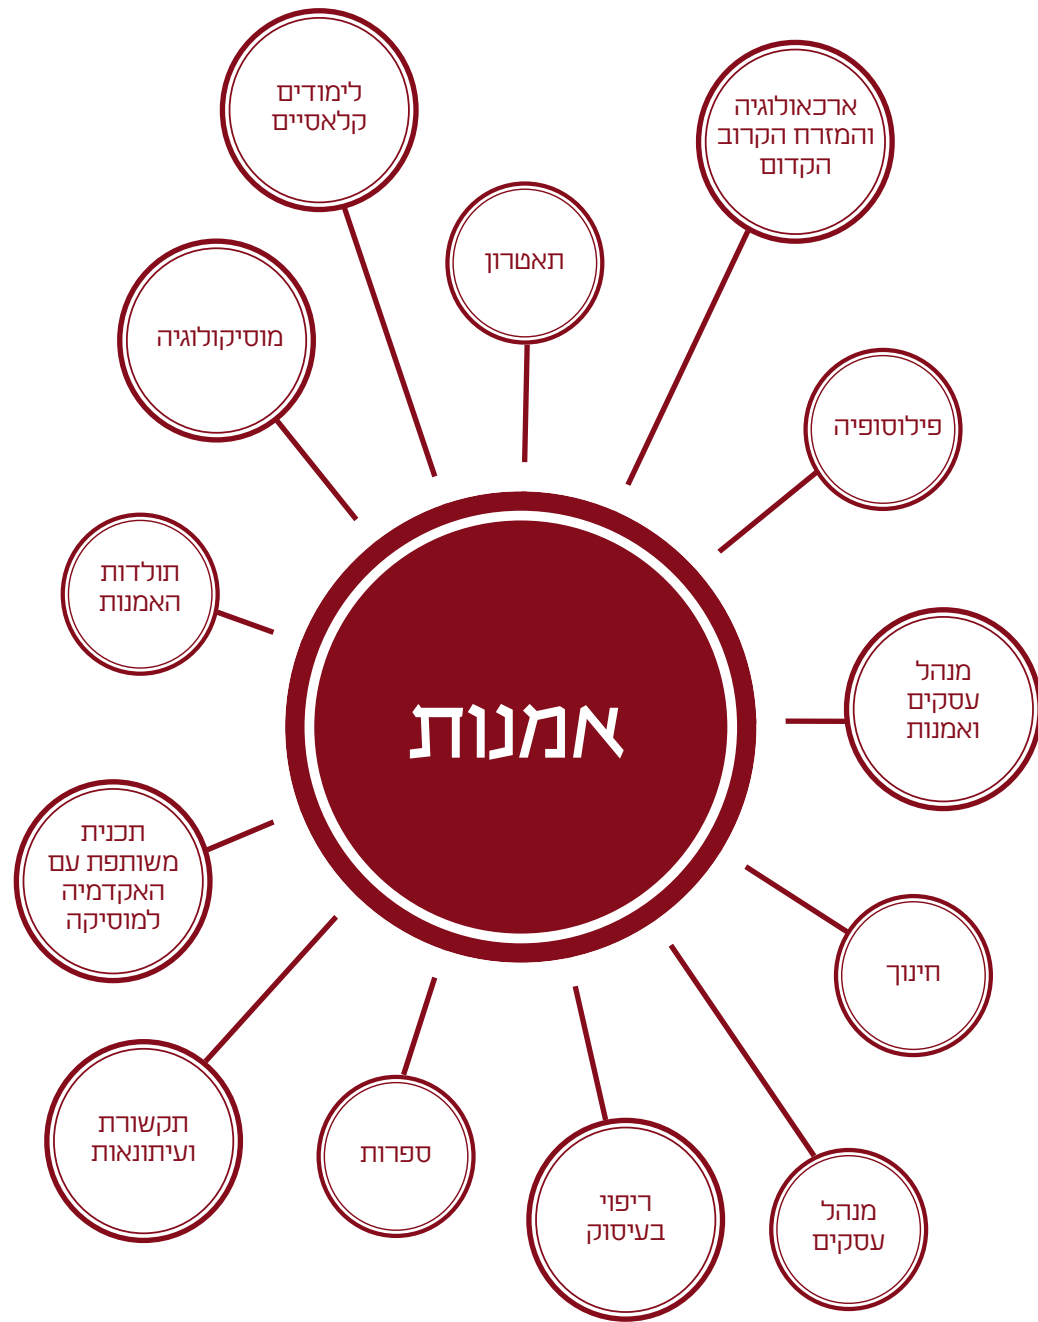 לימודים
קלאסיים
ארכאולוגיה
והמזרח הקרוב
הקדום
תאטרון
מוסיקולוגיה
פילוסופיה
תולדות
האמנות
מנהל
עסקים
ואמנות
אמנות
תכנית
משותפת עם
האקדמיה
למוסיקה
חינוך
תקשורת
ועיתונאות
ספרות
ריפוי
בעיסוק
מנהל
עסקים